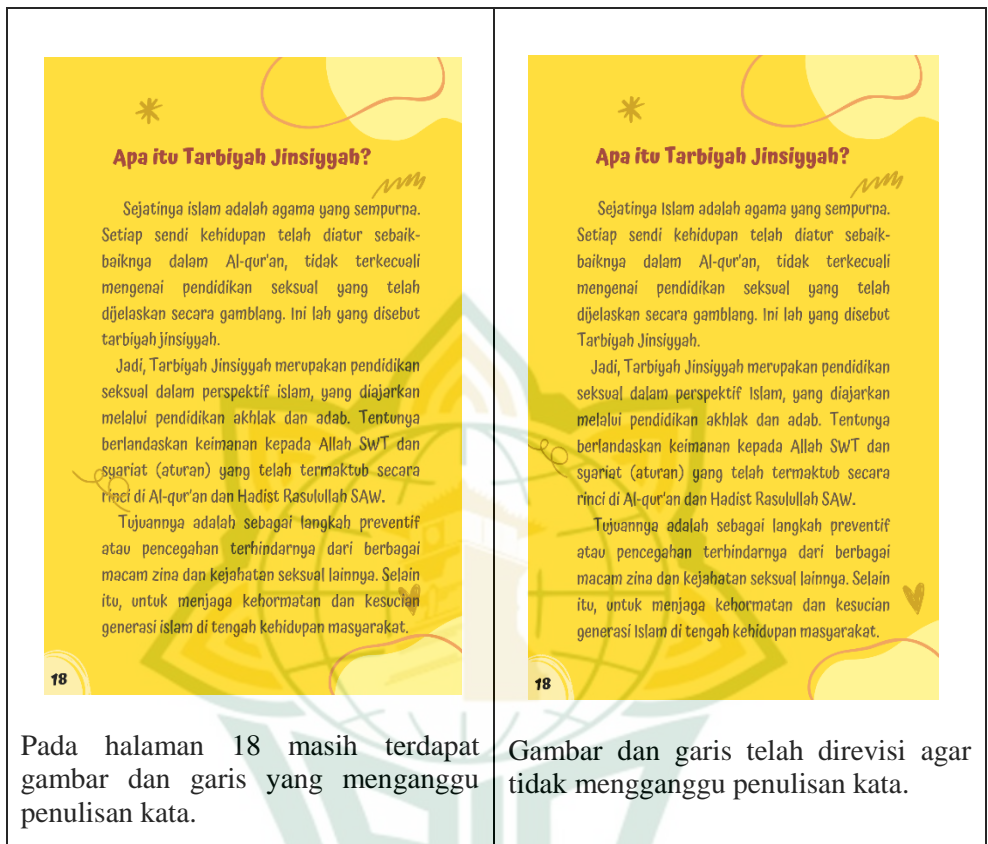 Apa itu Tarbiyah Jinsiyyah?
Sejatinya islam adalah agama yang sempurna.
Setiap sendi kehidupan telah diatur sebaik-
baiknya dalam Al-qur'an, tidak terkecuali
mengenai pendidikan seksual yang telah
dijelaskan secara gamblang. Ini lah yang disebut
tarbiyah jinsiyyah.
Jadi, Tarbiyah Jinsiyyah merupakan pendidikan
seksual dalam perspektif islam, yang diajarkan
melalui pendidikan akhlak dan adab. Tentunya
berlandaskan keimanan kepada Allah SWT dan
syariat (aturan) yang telah termaktub secara
rinci di Al-qur'an dan Hadist Rasulullah SAW.
Tujuannya adalah sebagai langkah preventif
atau pencegahan terhindarnya dari berbagai
macam zina dan kejahatan seksual lainnya. Selain
itu, untuk menjaga kehormatan dan kesucian
generasi islam di tengah kehidupan masyarakat.
18
Pada halaman 18 masih terdapat
gambar dan garis yang menganggu
penulisan kata.
Apa itu Tarbiyah Jinsiyyah?
Sejatinya Islam adalah agama yang sempurna.
Setiap sendi kehidupan telah diatur sebaik-
baiknya dalam Al-qur'an, tidak terkecuali
mengenai pendidikan seksual yang telah
dijelaskan secara gamblang. Ini lah yang disebut
Tarbiyah Jinsiyyah.
Jadi, Tarbiyah Jinsiyyah merupakan pendidikan
seksual dalam perspektif Islam, yang diajarkan
melalui pendidikan akhlak dan adab. Tentunya
berlandaskan keimanan kepada Allah SWT dan
syariat (aturan) yang telah termaktub secara
rinci di Al-qur'an dan Hadist Rasulullah SAW.
Tujuannya adalah sebagai langkah preventif
atau pencegahan terhindarnya dari berbagai
macam zina dan kejahatan seksual lainnya. Selain
itu, untuk menjaga kehormatan dan kesucian
generasi Islam di tengah kehidupan masyarakat.
18
Gambar dan garis telah direvisi agar
tidak mengganggu penulisan kata.